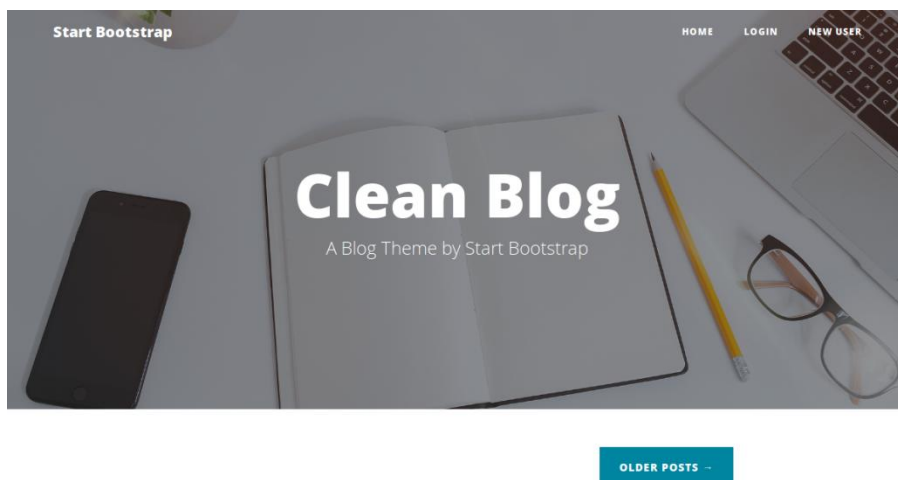 Start Bootstrap
HOME LOGIN NEW USER
Clean Blog
A Blog Theme by Start Bootstrap
OLDER POSTS →